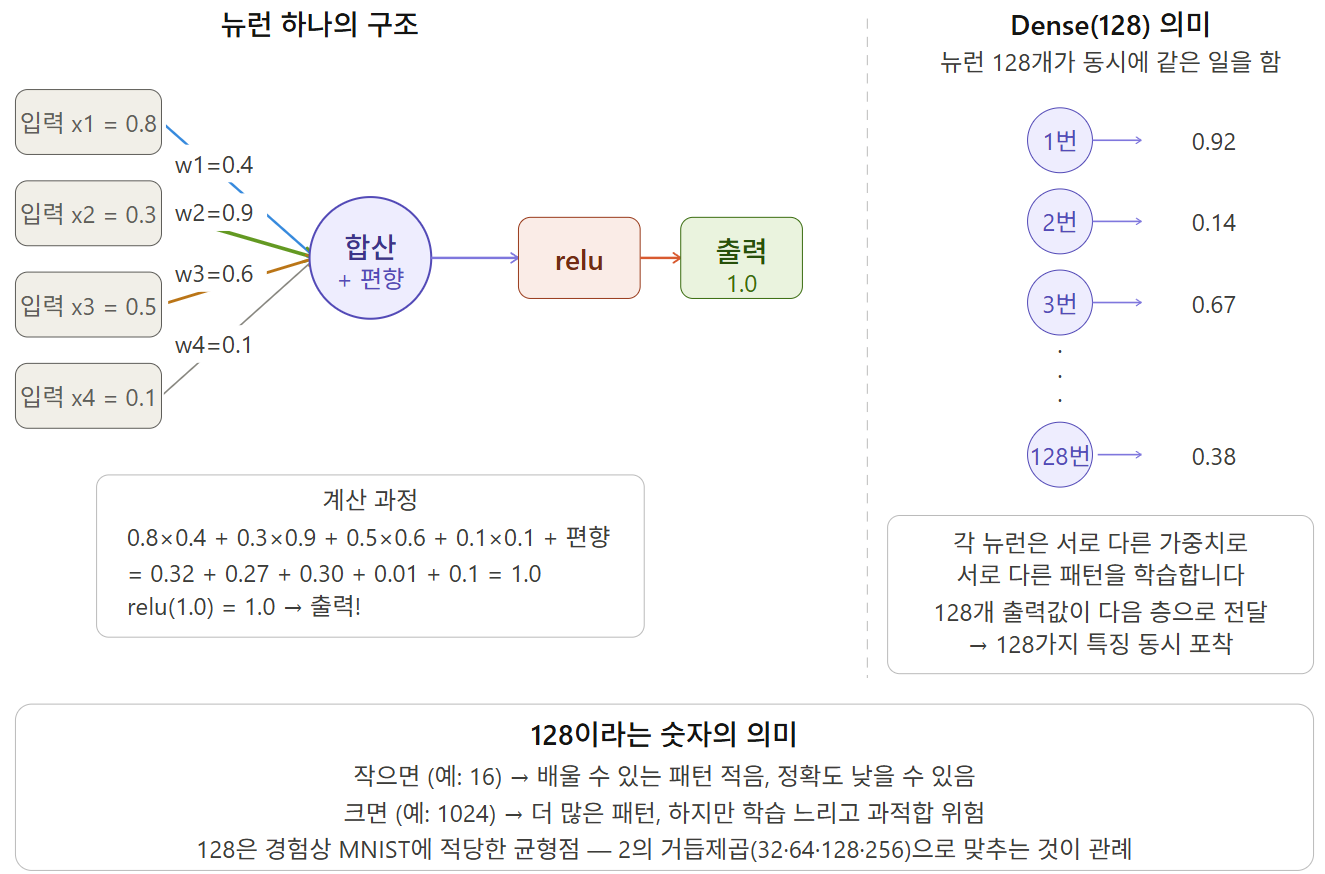 뉴런 하나의 구조
입력 x1 = 0.8
입력 x2 = 0.3
입력 x3 = 0.5
입력 x4 = 0.1
w1=0.4
w2=0.9
w3=0.6
w4=0.1
합산
+ 편향
relu
출력
1.0
계산 과정
0.8×0.4 + 0.3×0.9 + 0.5×0.6 + 0.1×0.1 + 편향
= 0.32 + 0.27 + 0.30 + 0.01 + 0.1 = 1.0
relu(1.0) = 1.0 → 출력!
Dense(128) 의미
뉴런 128개가 동시에 같은 일을 함
1번 0.92
2번 0.14
3번 0.67
.
.
.
128번 0.38
각 뉴런은 서로 다른 가중치로
서로 다른 패턴을 학습합니다
128개 출력값이 다음 층으로 전달
→ 128가지 특징 동시 포착
128이라는 숫자의 의미
작으면 (예: 16) → 배울 수 있는 패턴 적음, 정확도 낮을 수 있음
크면 (예: 1024) → 더 많은 패턴, 하지만 학습 느리고 과적합 위험
128은 경험상 MNIST에 적당한 균형점 — 2의 거듭제곱(32·64·128·256)으로 맞추는 것이 관례